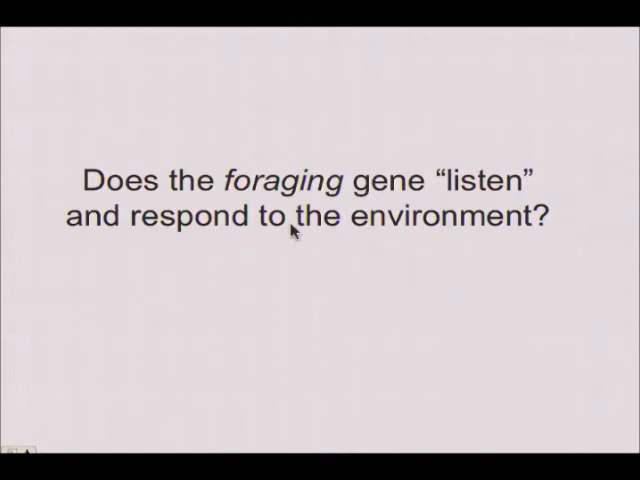 Does the foraging gene “listen”
and respond to the environment?